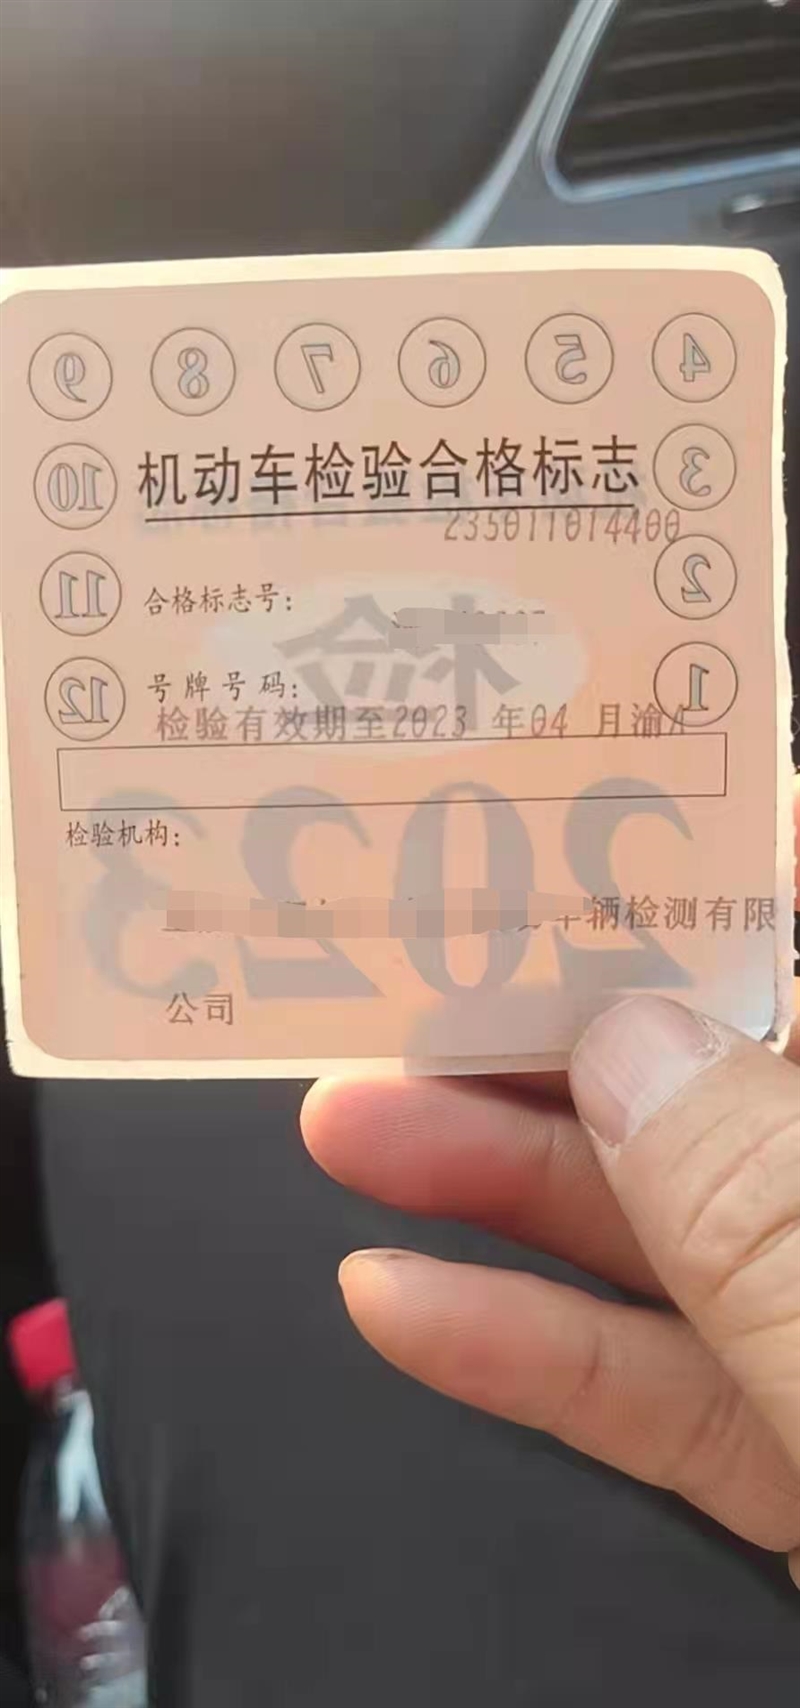 9 8 7 6 5 4
10 机动车检验合格标志 3
235011014400
11 合格标志号： 2
检
12 号牌号码： 1
检验有效期至2023 年04 月渝A
检验机构：
2023
车辆检测有限
公司